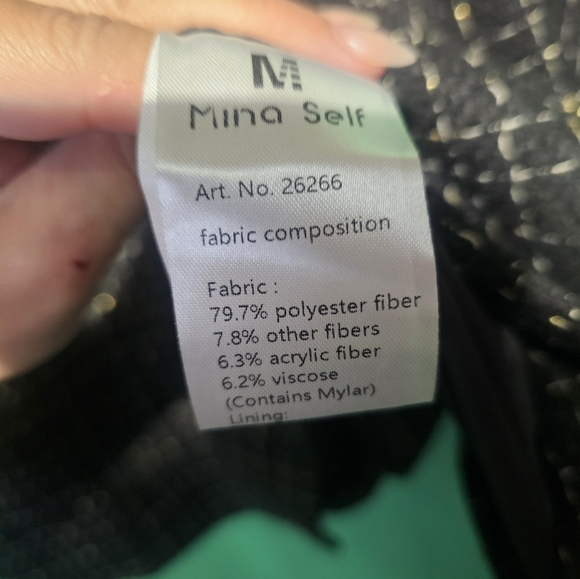 M
Mina Self
Art. No. 26266
fabric composition
Fabric :
79.7% polyester fiber
7.8% other fibers
6.3% acrylic fiber
6.2% viscose
(Contains Mylar)
Lining: